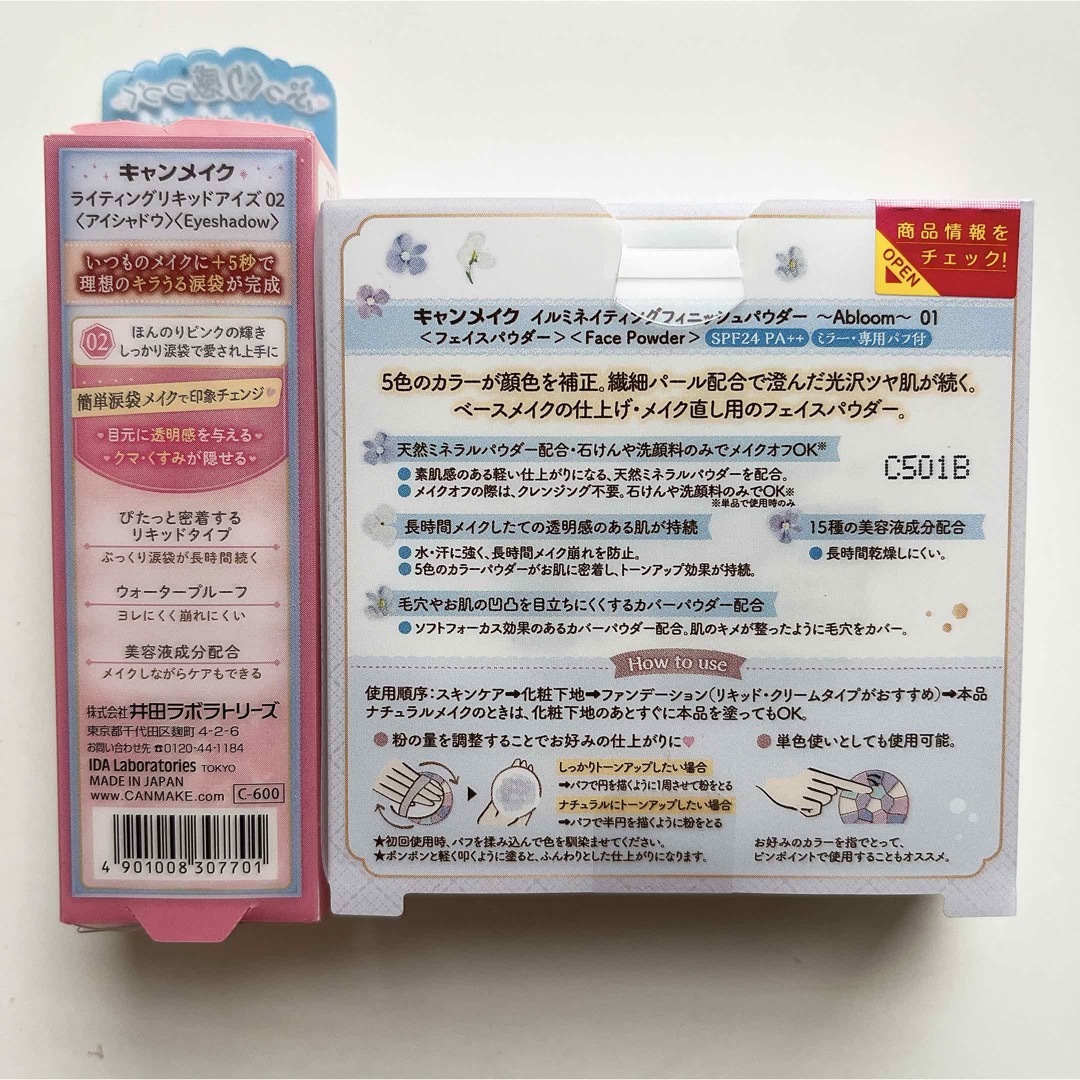 ぷっくり感つづく
キャンメイク
ライティングリキッドアイズ 02
〈アイシャドウ〉〈Eyeshadow〉
いつものメイクに+5秒で
理想のキラうる涙袋が完成
02
ほんのりピンクの輝き
しっかり涙袋で愛され上手に
簡単涙袋メイクで印象チェンジ
目元に透明感を与える
クマ・くすみが隠せる
ぴたっと密着する
リキッドタイプ
ぷっくり涙袋が長時間続く
ウォータープルーフ
ヨレにくく崩れにくい
美容液成分配合
メイクしながらケアもできる
株式会社 井田ラボラトリーズ
東京都千代田区麹町 4-2-6
お問い合わせ先 ☎0120-44-1184
IDA Laboratories TOKYO
MADE IN JAPAN
www.CANMAKE.com C-600
4 901008 307701
商品情報を
チェック!
OPEN
キャンメイク イルミネイティングフィニッシュパウダー ～Abloom～ 01
<フェイスパウダー><Face Powder> SPF24 PA++ ミラー・専用パフ付
5色のカラーが顔色を補正。繊細パール配合で澄んだ光沢ツヤ肌が続く。
ベースメイクの仕上げ・メイク直し用のフェイスパウダー。
天然ミネラルパウダー配合・石けんや洗顔料のみでメイクオフOK※
●素肌感のある軽い仕上がりになる、天然ミネラルパウダーを配合。
●メイクオフの際は、クレンジング不要。石けんや洗顔料のみでOK※
※単品で使用時のみ
C501B
長時間メイクしたての透明感のある肌が持続
●水・汗に強く、長時間メイク崩れを防止。
●5色のカラーパウダーがお肌に密着し、トーンアップ効果が持続。
15種の美容液成分配合
●長時間乾燥しにくい。
毛穴やお肌の凹凸を目立ちにくくするカバーパウダー配合
●ソフトフォーカス効果のあるカバーパウダー配合。肌のキメが整ったように毛穴をカバー。
How to use
使用順序：スキンケア➡化粧下地➡ファンデーション(リキッド・クリームタイプがおすすめ)➡本品
ナチュラルメイクのときは、化粧下地のあとすぐに本品を塗ってもOK。
●粉の量を調整することでお好みの仕上がりに♥
しっかりトーンアップしたい場合
➡パフで円を描くように1周させて粉をとる
ナチュラルにトーンアップしたい場合
➡パフで半円を描くように粉をとる
★初回使用時、パフを揉み込んで色を馴染ませてください。
★ポンポンと軽く叩くように塗ると、ふんわりとした仕上がりになります。
●単色使いとしても使用可能。
お好みのカラーを指でとって、
ピンポイントで使用することもオススメ。